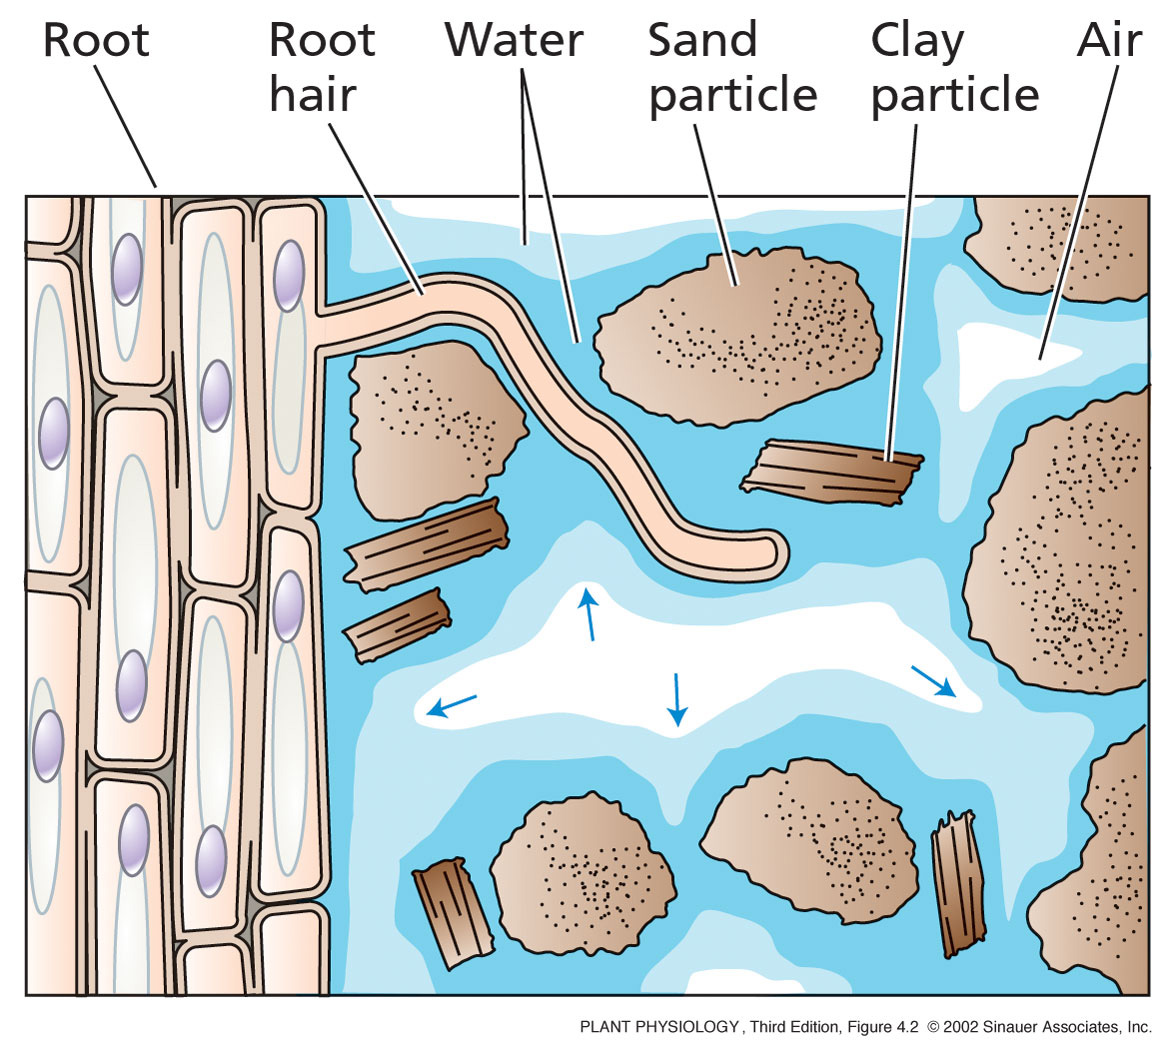 Root
Root
hair
Water
Sand
particle
Clay
particle
Air
PLANT PHYSIOLOGY, Third Edition, Figure 4.2 © 2002 Sinauer Associates, Inc.